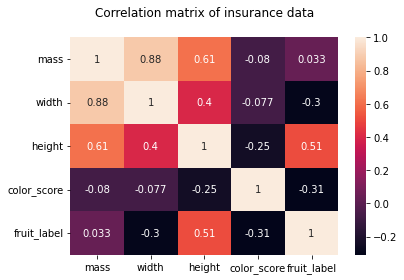 Correlation matrix of insurance data
mass 1 0.88 0.61 -0.08 0.033
width 0.88 1 0.4 -0.077 -0.3
height 0.61 0.4 1 -0.25 0.51
color_score -0.08 -0.077 -0.25 1 -0.31
fruit_label 0.033 -0.3 0.51 -0.31 1
mass width height color_score fruit_label
1.0
0.8
0.6
0.4
0.2
0.0
−0.2